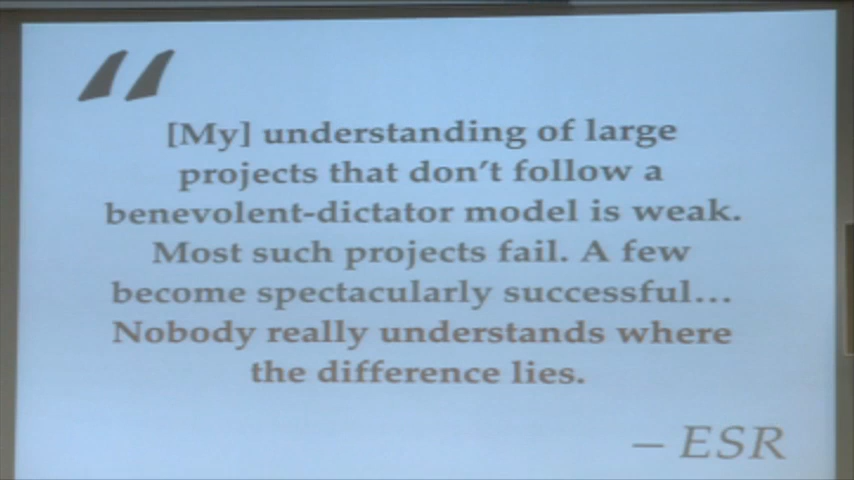 “
[My] understanding of large
projects that don’t follow a
benevolent-dictator model is weak.
Most such projects fail. A few
become spectacularly successful…
Nobody really understands where
the difference lies.
– ESR